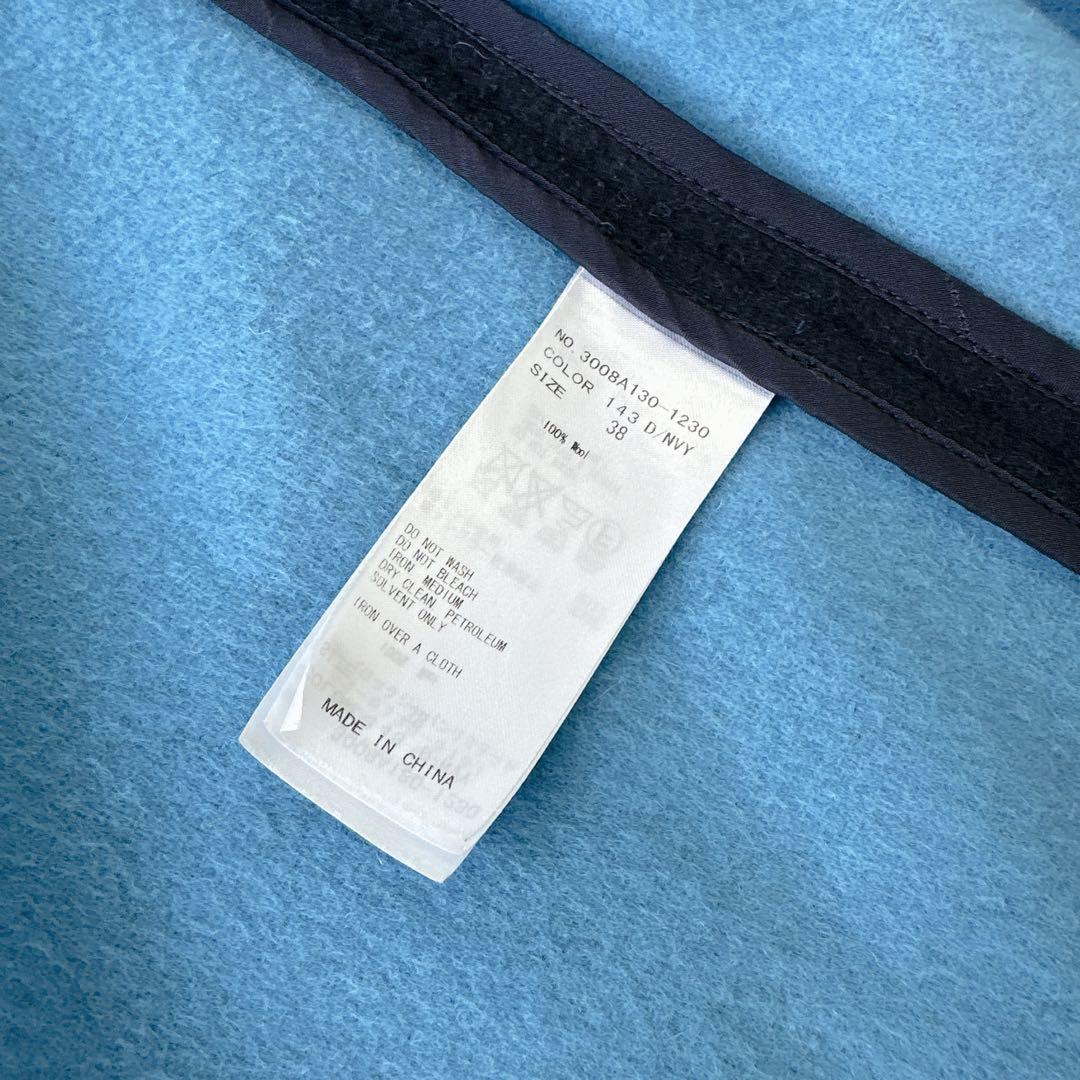 NO. 3008A130-1230
COLOR 143 D/NVY
SIZE 38
100% Wool
DO NOT WASH
DO NOT BLEACH
IRON MEDIUM
DRY CLEAN PETROLEUM
SOLVENT ONLY
IRON OVER A CLOTH
MADE IN CHINA